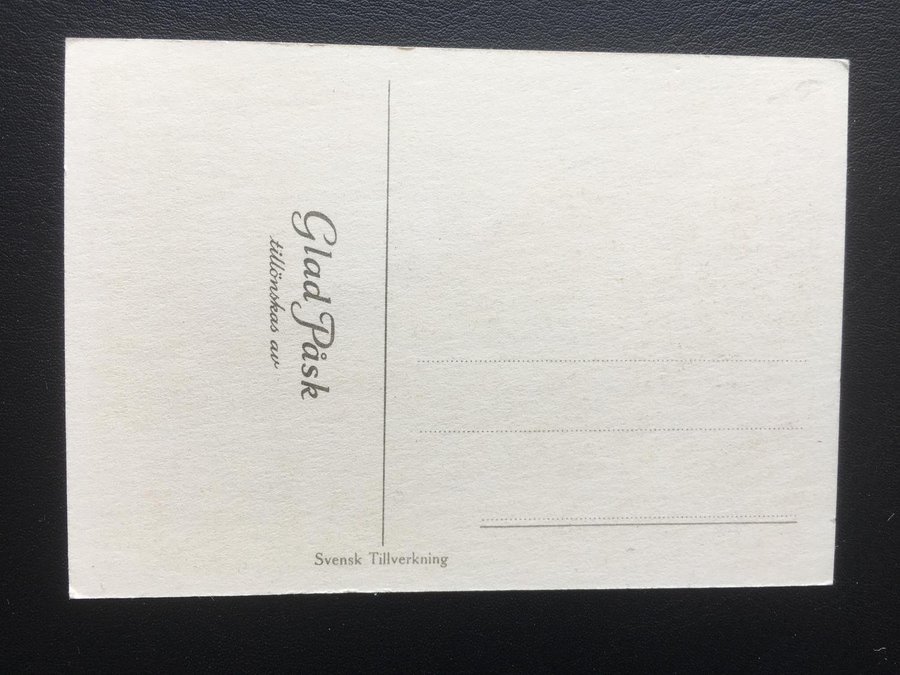 Glad Påsk
tillönskas av
Svensk Tillverkning